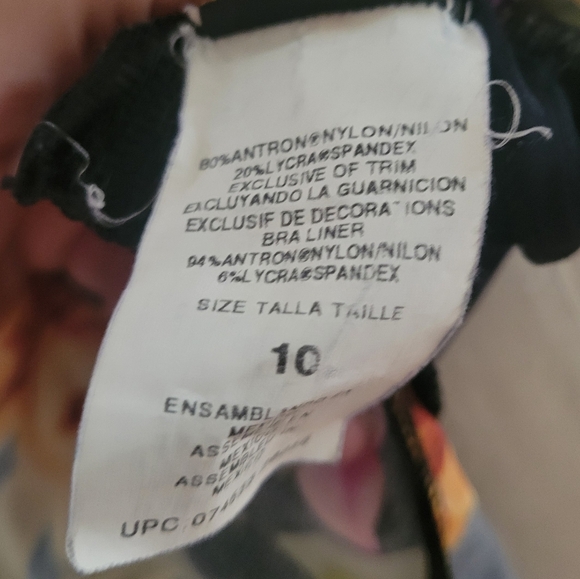 80%ANTRON®NYLON/NILON
20%LYCRA®SPANDEX
EXCLUSIVE OF TRIM
EXCLUYANDO LA GUARNICION
EXCLUSIF DE DECORATIONS
BRA LINER
94%ANTRON®NYLON/NILON
6%LYCRA®SPANDEX
SIZE TALLA TAILLE
10
UPC